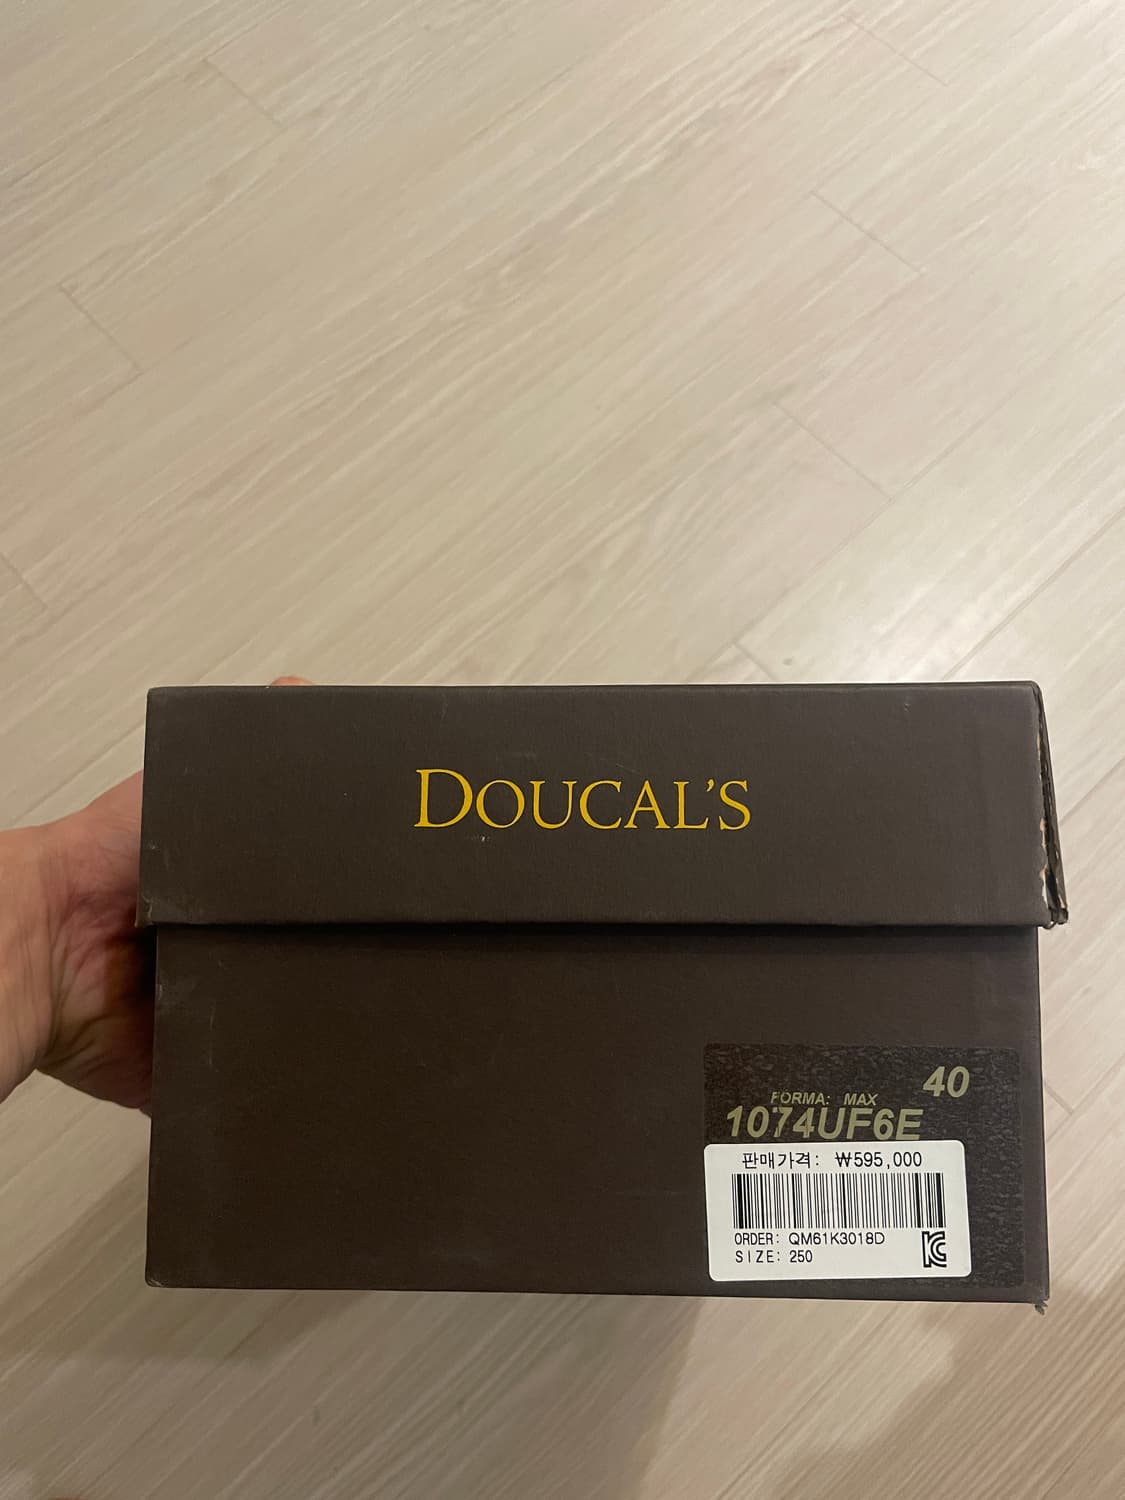 DOUCAL'S
40
FORMA: MAX
1074UF6E
판매가격: ₩595,000
ORDER: QM61K3018D
SIZE: 250